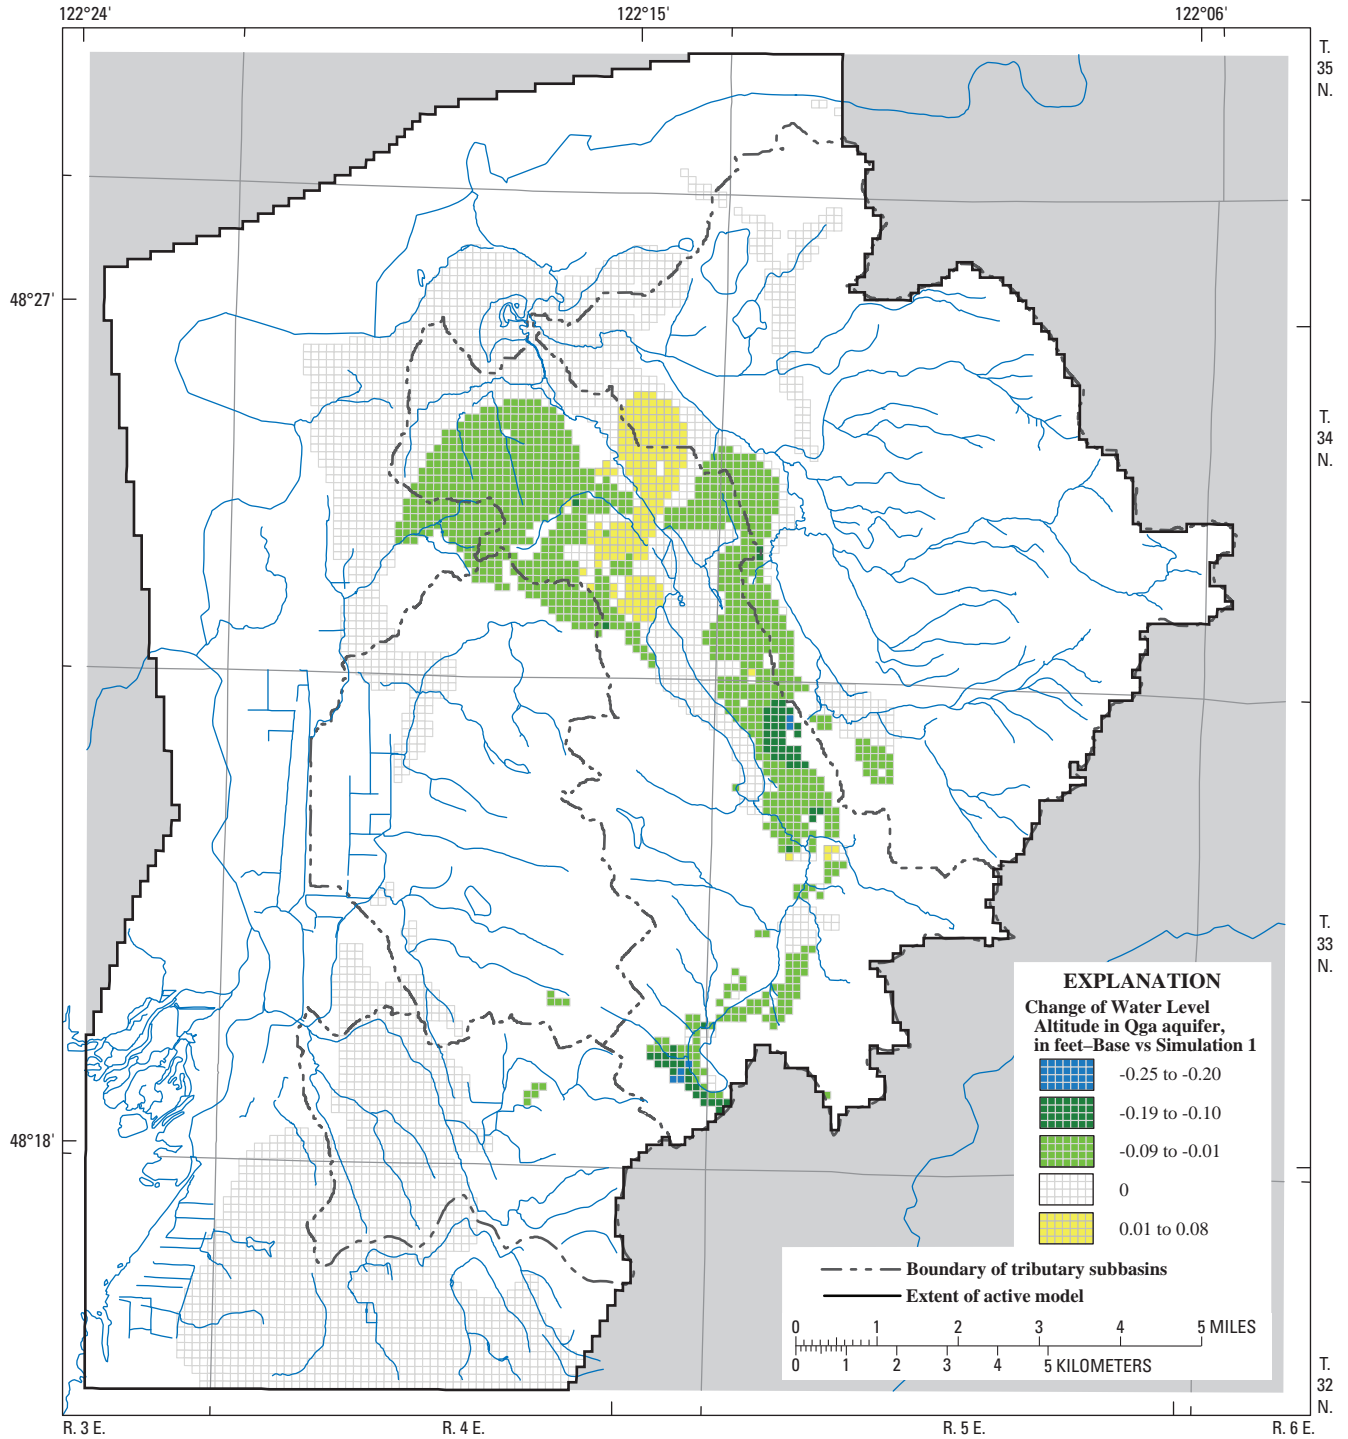 122°24'
122°15'
122°06'
T.
35
N.
48°27'
T.
34
N.
T.
33
N.
48°18'
EXPLANATION
Change of Water Level
Altitude in Qga aquifer,
in feet–Base vs Simulation 1
-0.25 to -0.20
-0.19 to -0.10
-0.09 to -0.01
0
0.01 to 0.08
Boundary of tributary subbasins
Extent of active model
0 1 2 3 4 5 MILES
0 1 2 3 4 5 KILOMETERS
T.
32
N.
R. 3 E.
R. 4 E.
R. 5 E.
R. 6 E.